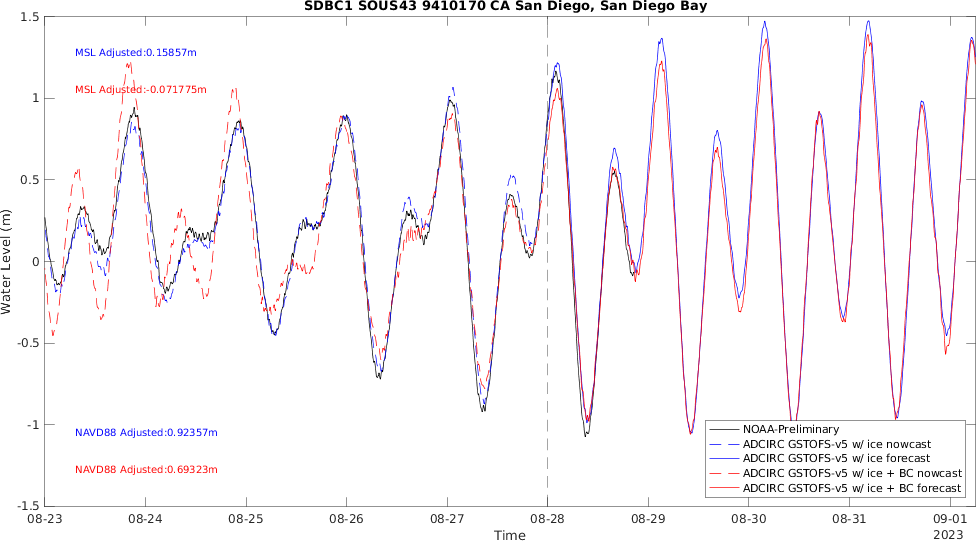 SDBC1 SOUS43 9410170 CA San Diego, San Diego Bay
1.5
1
0.5
0
-0.5
-1
-1.5
Water Level (m)
MSL Adjusted:0.15857m
MSL Adjusted:-0.071775m
NAVD88 Adjusted:0.92357m
NAVD88 Adjusted:0.69323m
NOAA-Preliminary
ADCIRC GSTOFS-v5 w/ ice nowcast
ADCIRC GSTOFS-v5 w/ ice forecast
ADCIRC GSTOFS-v5 w/ ice + BC nowcast
ADCIRC GSTOFS-v5 w/ ice + BC forecast
08-23 08-24 08-25 08-26 08-27 08-28 08-29 08-30 08-31 09-01
2023
Time